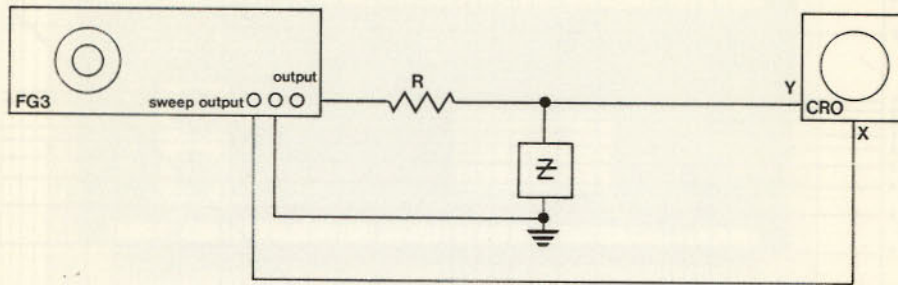 output
R
Y
FG3
sweep output
CRO
X
Z